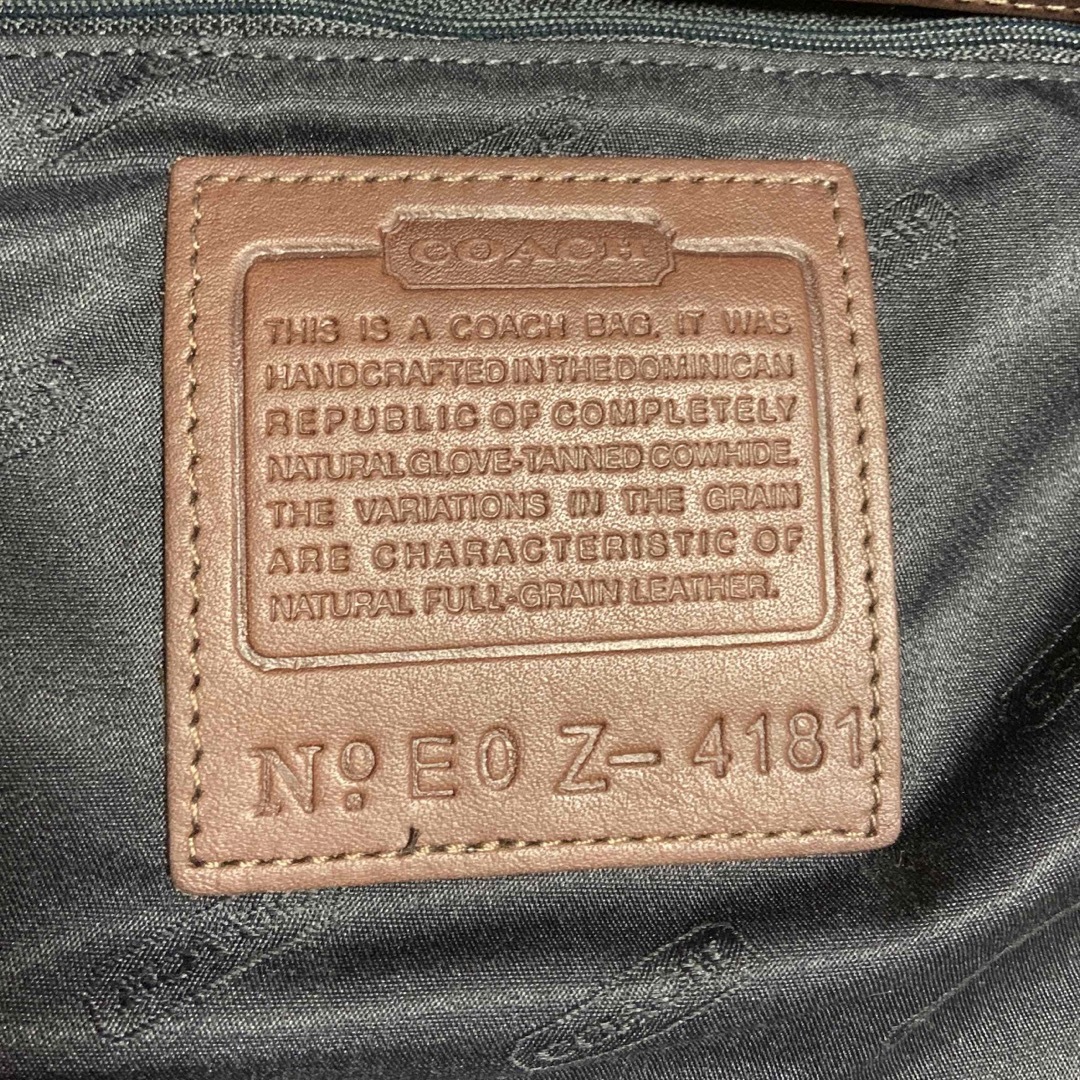 COACH
THIS IS A COACH BAG. IT WAS
HANDCRAFTED IN THE DOMINICAN
REPUBLIC OF COMPLETELY
NATURAL GLOVE-TANNED COWHIDE.
THE VARIATIONS IN THE GRAIN
ARE CHARACTERISTIC OF
NATURAL FULL-GRAIN LEATHER.
Nº E0 Z-4181